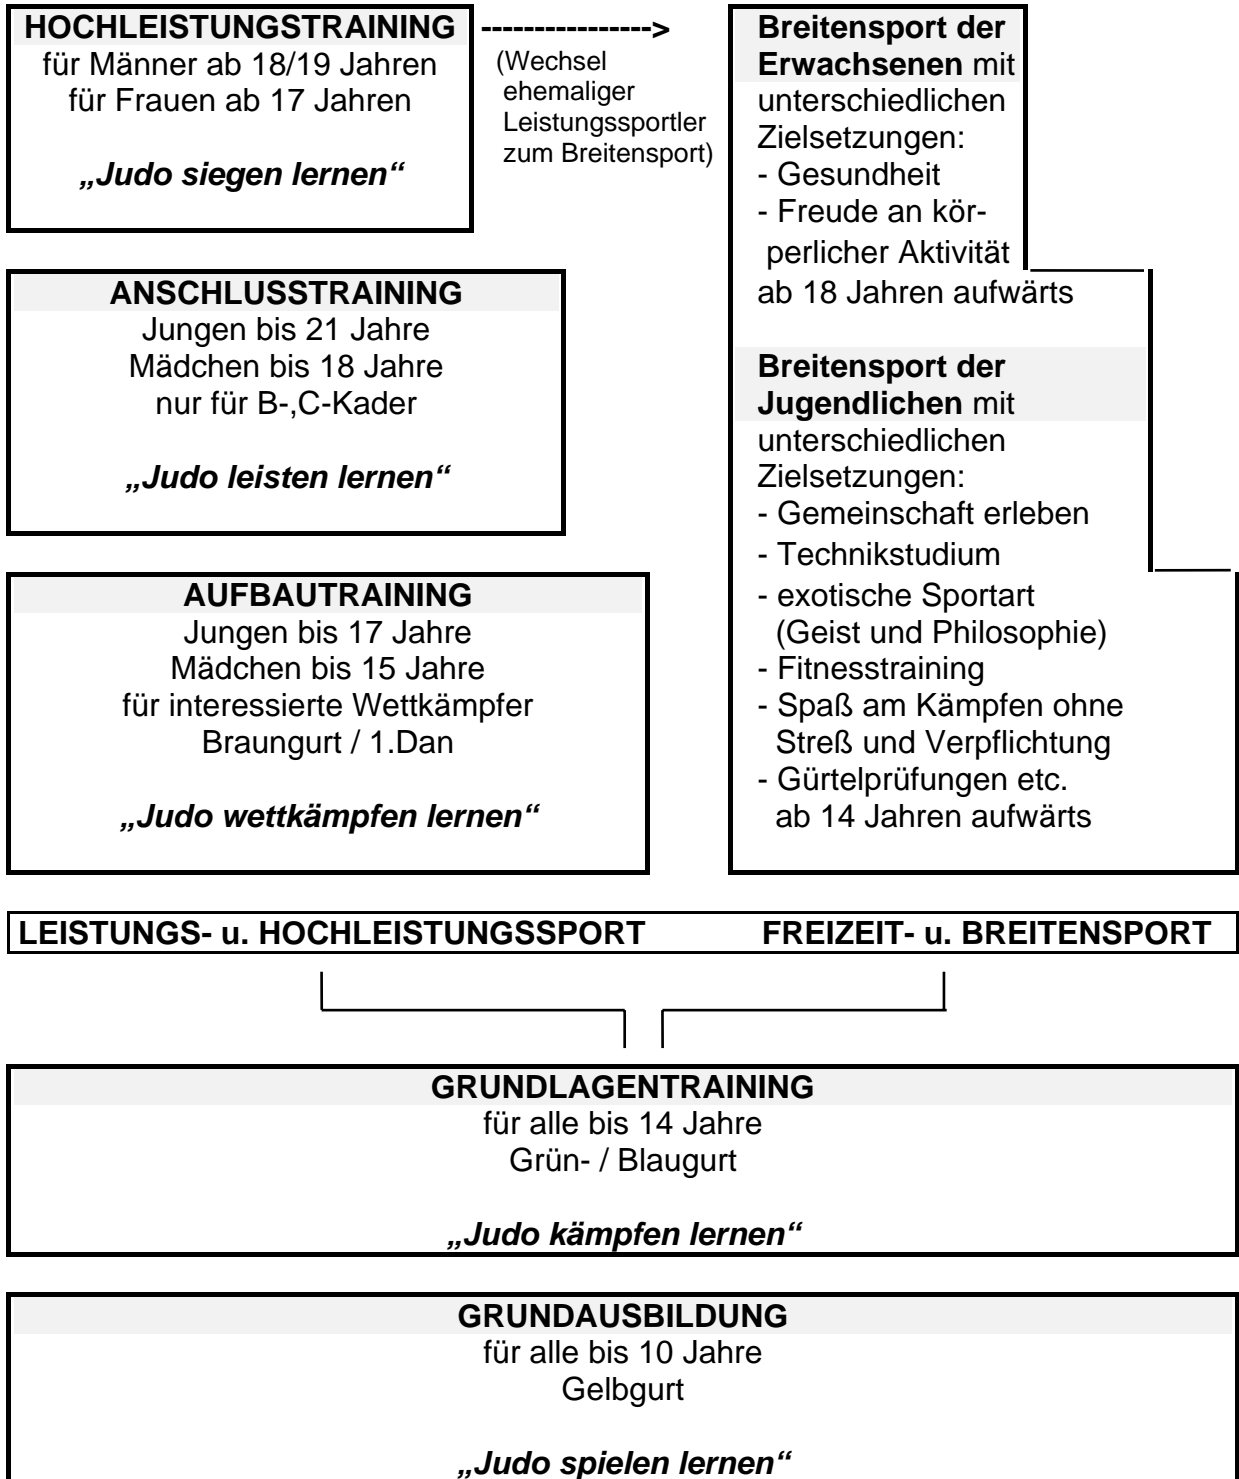 HOCHLEISTUNGSTRAINING
für Männer ab 18/19 Jahren
für Frauen ab 17 Jahren
„Judo siegen lernen“
---------------->
(Wechsel
ehemaliger
Leistungssportler
zum Breitensport)
ANSCHLUSSTRAINING
Jungen bis 21 Jahre
Mädchen bis 18 Jahre
nur für B-,C-Kader
„Judo leisten lernen“
AUFBAUTRAINING
Jungen bis 17 Jahre
Mädchen bis 15 Jahre
für interessierte Wettkämpfer
Braungurt / 1.Dan
„Judo wettkämpfen lernen“
Breitensport der
Erwachsenen mit
unterschiedlichen
Zielsetzungen:
- Gesundheit
- Freude an kör-
perlicher Aktivität
ab 18 Jahren aufwärts
Breitensport der
Jugendlichen mit
unterschiedlichen
Zielsetzungen:
- Gemeinschaft erleben
- Technikstudium
- exotische Sportart
(Geist und Philosophie)
- Fitnesstraining
- Spaß am Kämpfen ohne
Streß und Verpflichtung
- Gürtelprüfungen etc.
ab 14 Jahren aufwärts
LEISTUNGS- u. HOCHLEISTUNGSSPORT FREIZEIT- u. BREITENSPORT
GRUNDLAGENTRAINING
für alle bis 14 Jahre
Grün- / Blaugurt
„Judo kämpfen lernen“
GRUNDAUSBILDUNG
für alle bis 10 Jahre
Gelbgurt
„Judo spielen lernen“